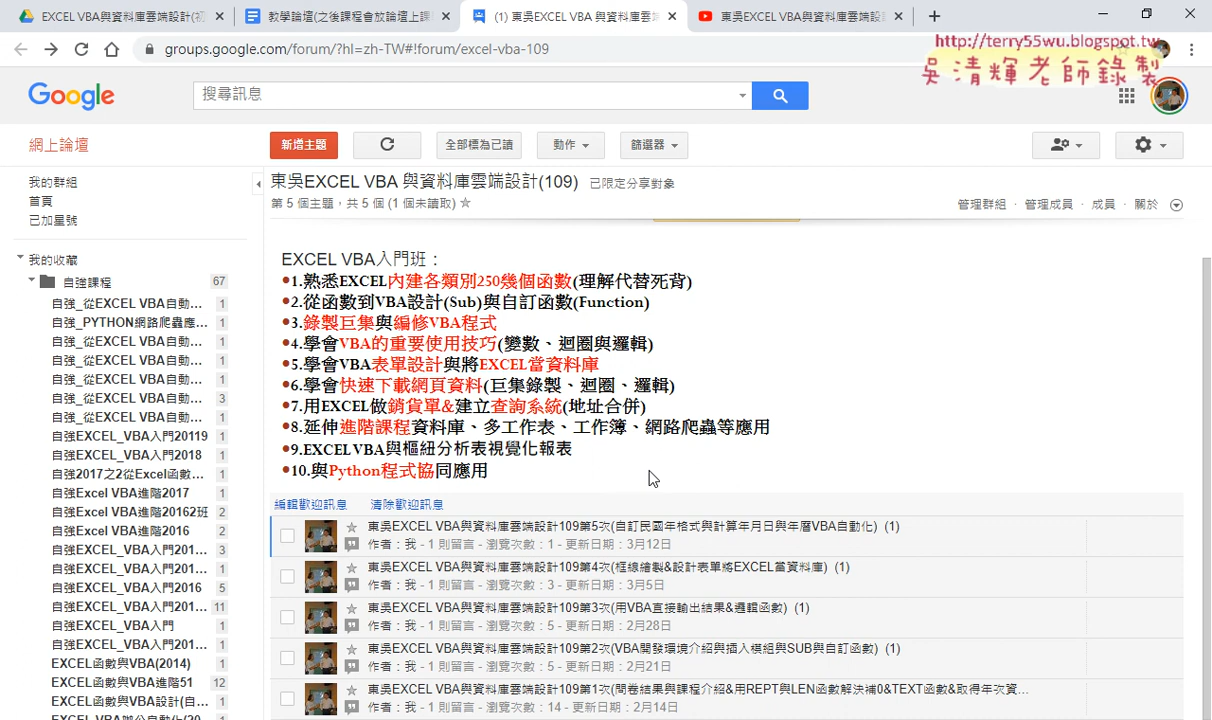 EXCEL VBA與資料庫雲端設計(初
教學論壇(之後課程會放論壇上課
(1) 東吳EXCEL VBA 與資料庫雲端
東吳EXCEL VBA與資料庫雲端設計
groups.google.com/forum/?hl=zh-TW#!forum/excel-vba-109
http://terry55wu.blogspot.tw
吳清輝老師錄製
Google
搜尋訊息
網上論壇
新增主題
全部標為已讀
動作
篩選器
我的群組
首頁
已加星號
東吳EXCEL VBA 與資料庫雲端設計(109) 已限定分享對象
第 5 個主題，共 5 個 (1 個未讀取)
管理群組 · 管理成員 · 成員 · 關於
我的收藏
自強課程 67
自強_從EXCEL VBA自動... 1
自強_PYTHON網路爬蟲應... 1
自強_從EXCEL VBA自動... 1
自強_從EXCEL VBA自動... 1
自強_從EXCEL VBA自動... 1
自強_從EXCEL VBA自動... 3
自強_從EXCEL VBA自動... 1
自強EXCEL_VBA入門20119 1
自強EXCEL_VBA入門2018 1
自強2017之2從Excel函數... 1
自強Excel VBA進階2017 1
自強Excel VBA進階20162班 2
自強Excel VBA進階2016 1
自強EXCEL_VBA入門201... 3
自強EXCEL_VBA入門201... 1
自強EXCEL_VBA入門2016 5
自強EXCEL_VBA入門201... 11
自強EXCEL_VBA入門 1
自強EXCEL_VBA入門201... 1
EXCEL函數與VBA(2014) 1
EXCEL函數與VBA進階51 12
EXCEL函數與VBA設計(自... 1
EXCEL VBA辦公自動化(20...
EXCEL VBA入門班：
●1.熟悉EXCEL內建各類別250幾個函數(理解代替死背)
●2.從函數到VBA設計(Sub)與自訂函數(Function)
●3.錄製巨集與編修VBA程式
●4.學會VBA的重要使用技巧(變數、迴圈與邏輯)
●5.學會VBA表單設計與將EXCEL當資料庫
●6.學會快速下載網頁資料(巨集錄製、迴圈、邏輯)
●7.用EXCEL做銷貨單&建立查詢系統(地址合併)
●8.延伸進階課程資料庫、多工作表、工作簿、網路爬蟲等應用
●9.EXCEL VBA與樞紐分析表視覺化報表
●10.與Python程式協同應用
編輯歡迎訊息 清除歡迎訊息
東吳EXCEL VBA與資料庫雲端設計109第5次(自訂民國年格式與計算年月日與年曆VBA自動化) (1)
作者：我 - 1 則留言 - 瀏覽次數：1 - 更新日期：3月12日
東吳EXCEL VBA與資料庫雲端設計109第4次(框線繪製&設計表單將EXCEL當資料庫) (1)
作者：我 - 1 則留言 - 瀏覽次數：3 - 更新日期：3月5日
東吳EXCEL VBA與資料庫雲端設計109第3次(用VBA直接輸出結果&邏輯函數) (1)
作者：我 - 1 則留言 - 瀏覽次數：5 - 更新日期：2月28日
東吳EXCEL VBA與資料庫雲端設計109第2次(VBA開發環境介紹與插入模組與SUB與自訂函數) (1)
作者：我 - 1 則留言 - 瀏覽次數：5 - 更新日期：2月21日
東吳EXCEL VBA與資料庫雲端設計109第1次(問卷結果與課程介紹&用REPT與LEN函數解決補0&TEXT函數&取得年次資...
作者：我 - 1 則留言 - 瀏覽次數：14 - 更新日期：2月14日